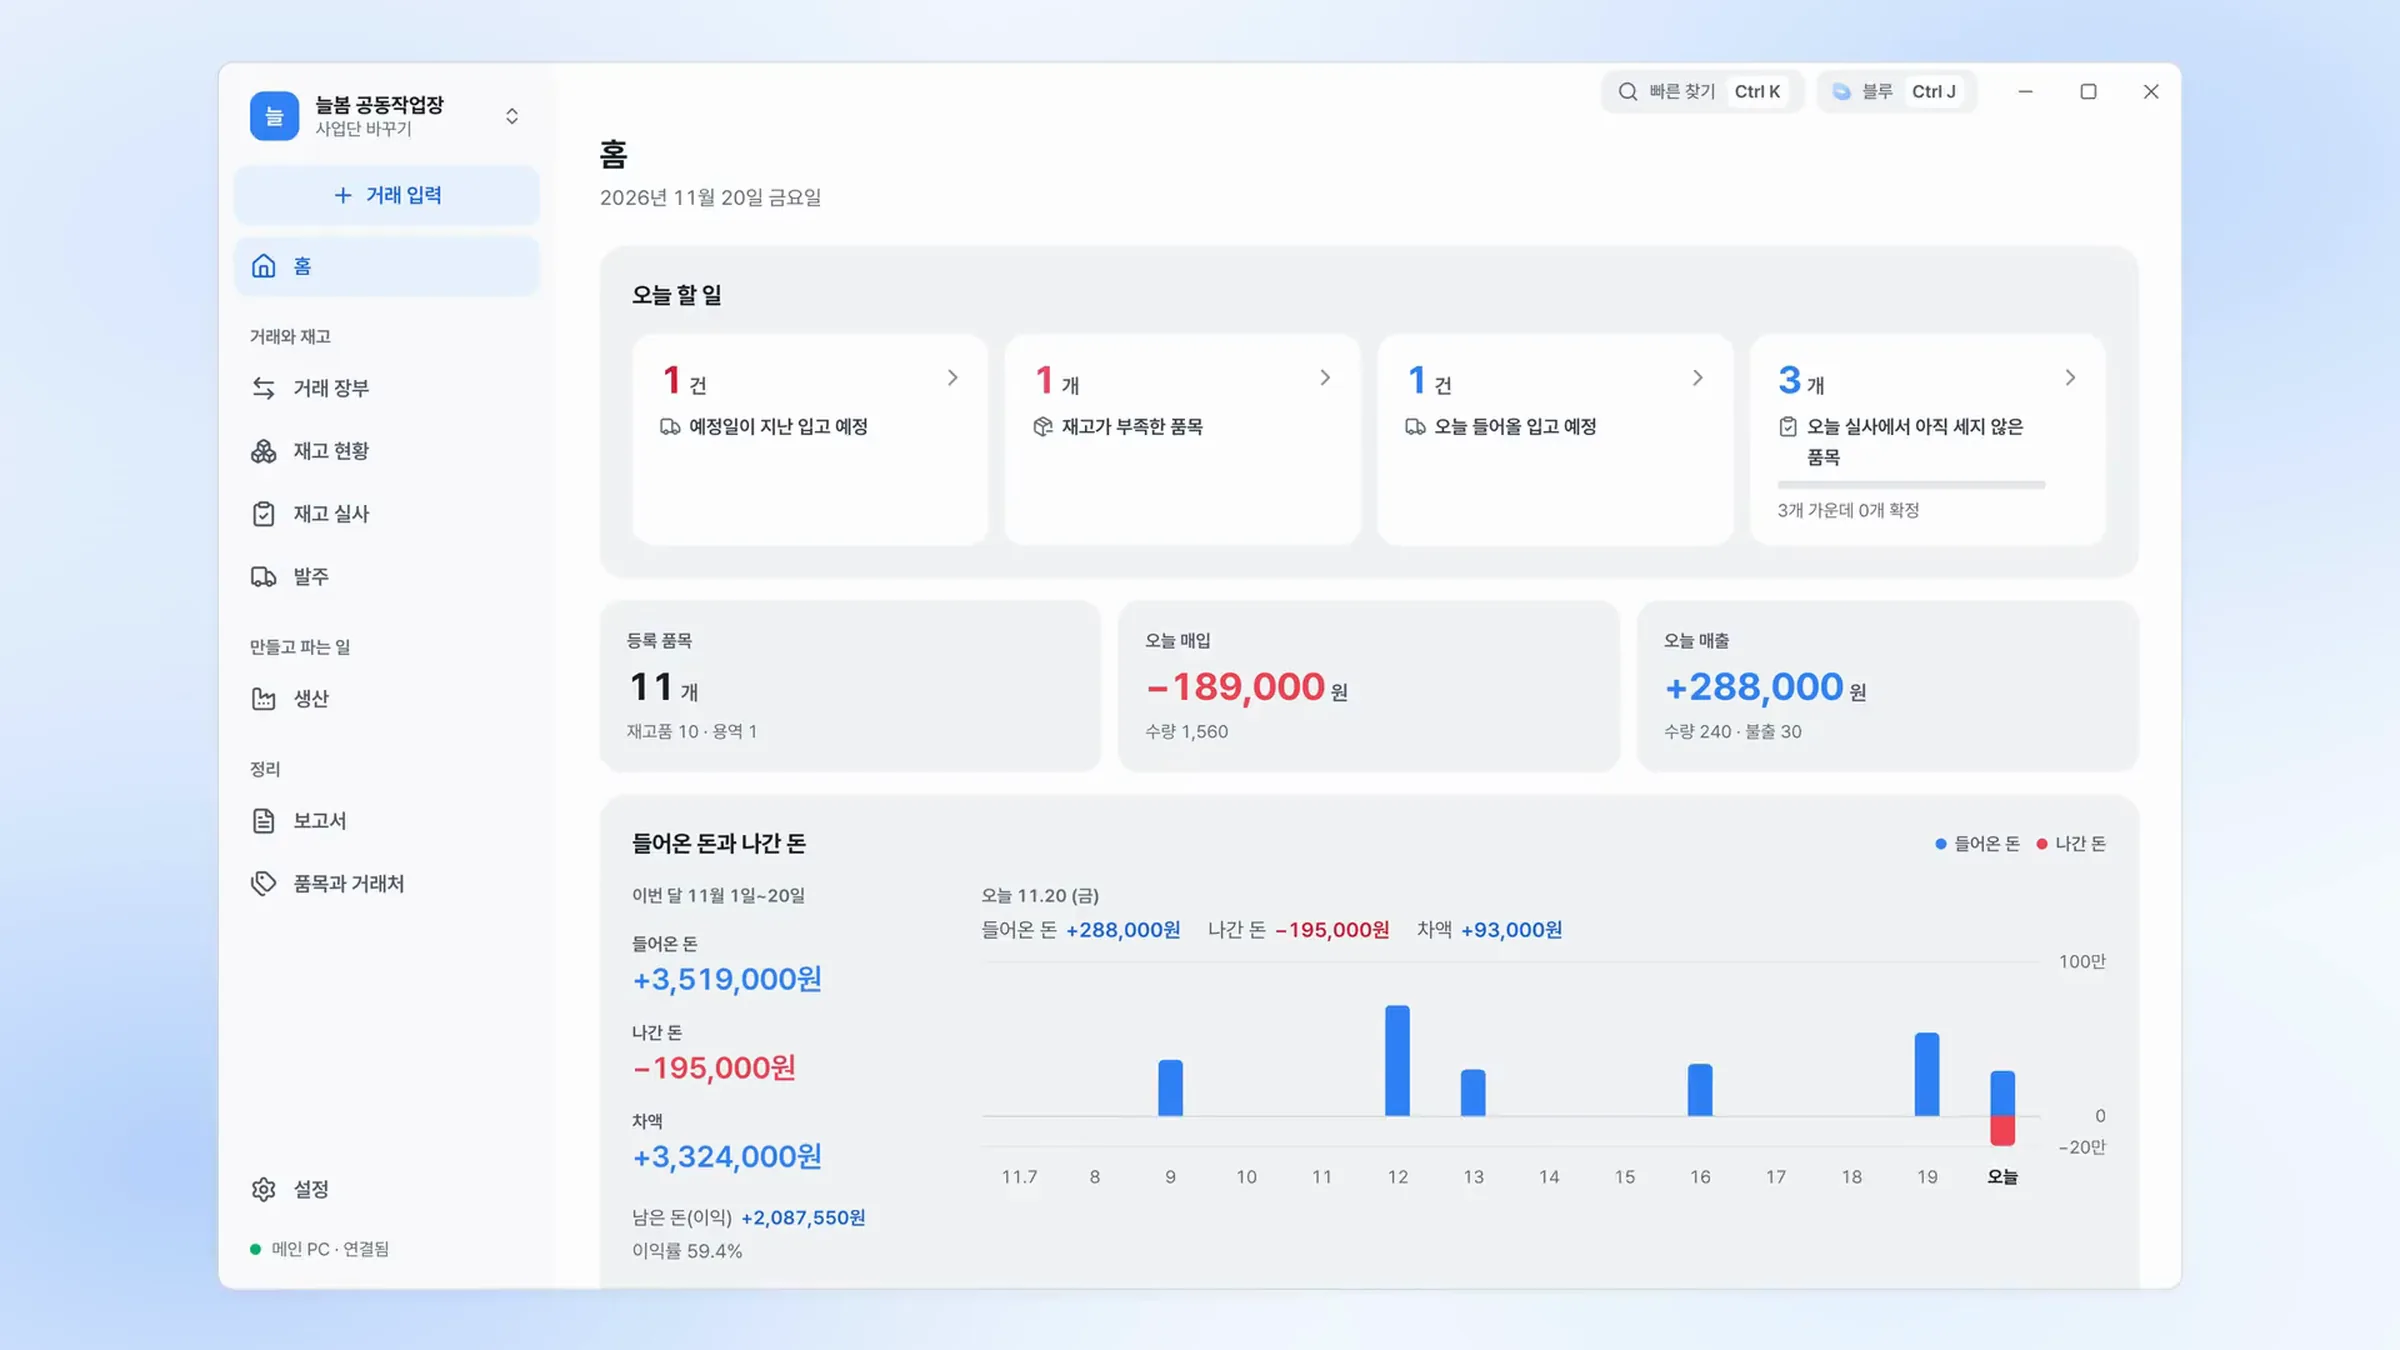 늘
늘봄 공동작업장
사업단 바꾸기
+ 거래 입력
홈
거래와 재고
거래 장부
재고 현황
재고 실사
발주
만들고 파는 일
생산
정리
보고서
품목과 거래처
설정
메인 PC · 연결됨
빠른 찾기 Ctrl K
블루 Ctrl J
홈
2026년 11월 20일 금요일
오늘 할 일
1 건
예정일이 지난 입고 예정
1 개
재고가 부족한 품목
1 건
오늘 들어올 입고 예정
3 개
오늘 실사에서 아직 세지 않은
품목
3개 가운데 0개 확정
등록 품목
11 개
재고품 10 · 용역 1
오늘 매입
−189,000 원
수량 1,560
오늘 매출
+288,000 원
수량 240 · 불출 30
들어온 돈과 나간 돈
들어온 돈 나간 돈
이번 달 11월 1일~20일
들어온 돈
+3,519,000원
나간 돈
−195,000원
차액
+3,324,000원
남은 돈(이익) +2,087,550원
이익률 59.4%
오늘 11.20 (금)
들어온 돈 +288,000원 나간 돈 −195,000원 차액 +93,000원
100만
0
−20만
11.7 8 9 10 11 12 13 14 15 16 17 18 19 오늘